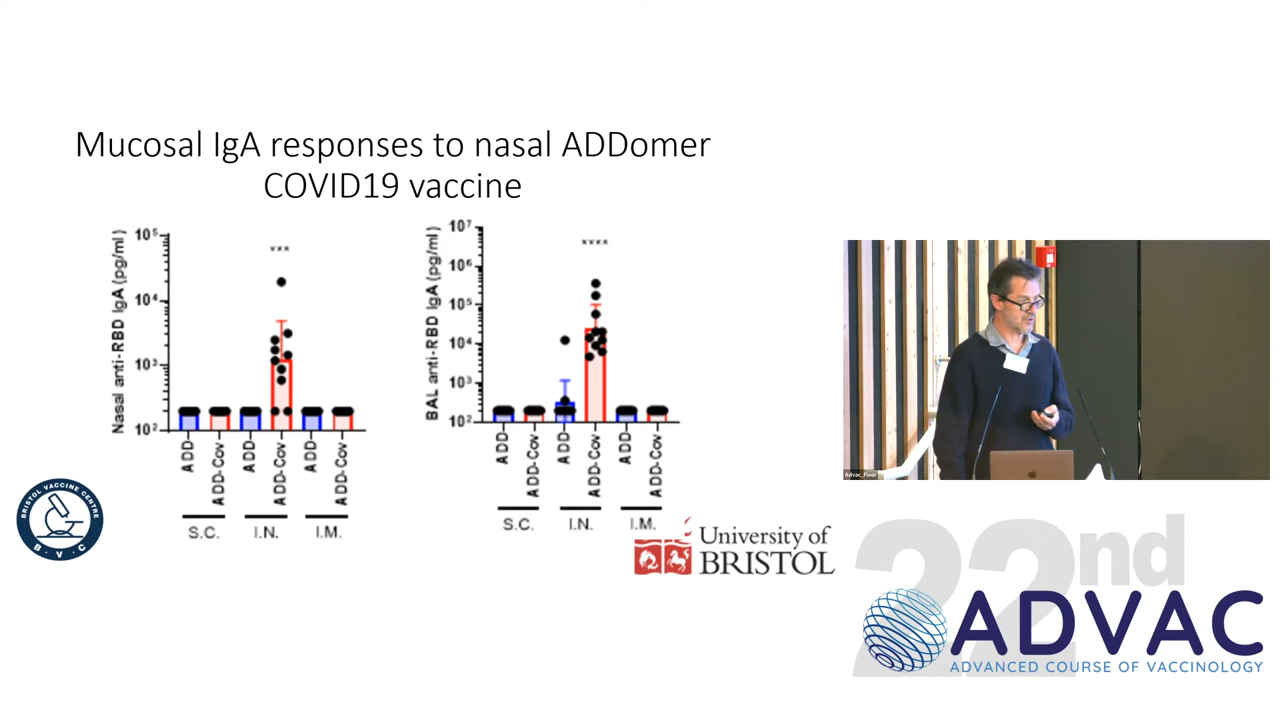 Mucosal IgA responses to nasal ADDomer
COVID19 vaccine
Nasal anti-RBD IgA (pg/ml)
10⁵
10⁴
10³
10²
***
ADD
ADD-Cov
ADD
ADD-Cov
ADD
ADD-Cov
S.C.
I.N.
I.M.
BAL anti-RBD IgA (pg/ml)
10⁷
10⁶
10⁵
10⁴
10³
10²
****
ADD
ADD-Cov
ADD
ADD-Cov
ADD
ADD-Cov
S.C.
I.N.
I.M.
BRISTOL VACCINE CENTRE
B·V·C
University of
BRISTOL
Advac_Floor
22nd
ADVAC
ADVANCED COURSE OF VACCINOLOGY